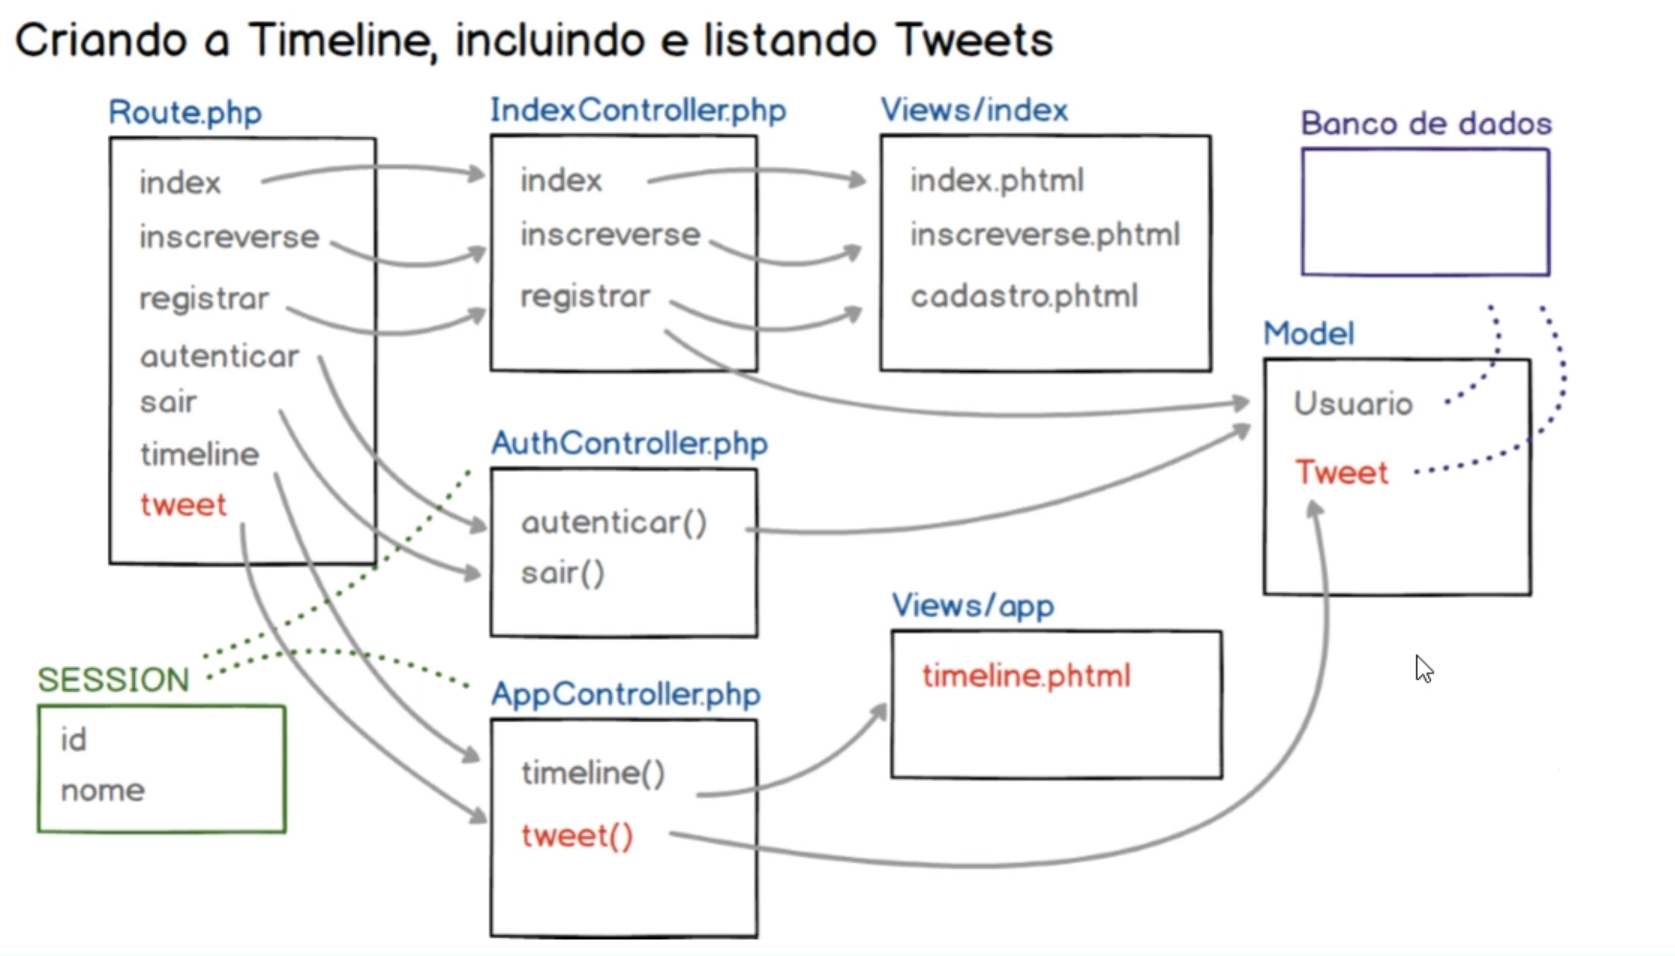 Criando a Timeline, incluindo e listando Tweets
Route.php
index
inscreverse
registrar
autenticar
sair
timeline
tweet
IndexController.php
index
inscreverse
registrar
Views/index
index.phtml
inscreverse.phtml
cadastro.phtml
Banco de dados
Model
Usuario
Tweet
AuthController.php
autenticar()
sair()
Views/app
timeline.phtml
SESSION
id
nome
AppController.php
timeline()
tweet()